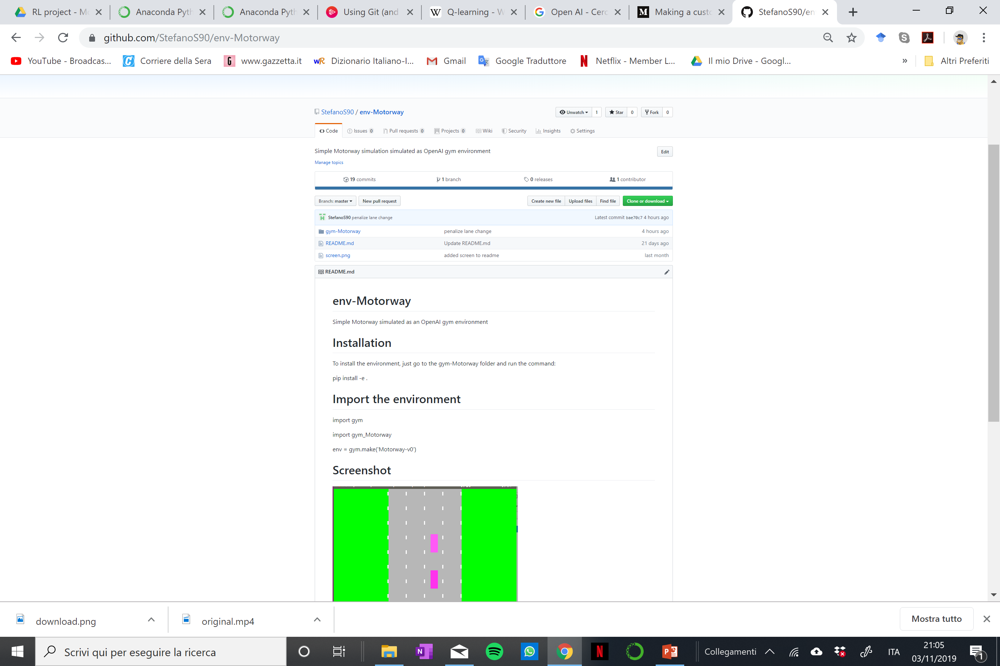 RL project - Mo
Anaconda Pyth
Anaconda Pyth
Using Git (and
Q-learning - W
Open AI - Cerc
Making a custo
StefanoS90/en
github.com/StefanoS90/env-Motorway
YouTube - Broadcas...
Corriere della Sera
www.gazzetta.it
Dizionario Italiano-I...
Gmail
Google Traduttore
Netflix - Member L...
Il mio Drive - Googl...
»
Altri Preferiti
StefanoS90 / env-Motorway
Unwatch 1
Star 0
Fork 0
Code
Issues 0
Pull requests 0
Projects 0
Wiki
Security
Insights
Settings
Simple Motorway simulation simulated as OpenAI gym environment
Edit
Manage topics
19 commits
1 branch
0 releases
1 contributor
Branch: master
New pull request
Create new file
Upload files
Find file
Clone or download
StefanoS90 penalize lane change
Latest commit bae70c7 4 hours ago
gym-Motorway penalize lane change 4 hours ago
README.md Update README.md 21 days ago
screen.png added screen to readme last month
README.md
env-Motorway
Simple Motorway simulated as an OpenAI gym environment
Installation
To install the environment, just go to the gym-Motorway folder and run the command:
pip install -e .
Import the environment
import gym
import gym_Motorway
env = gym.make('Motorway-v0')
Screenshot
download.png
original.mp4
Mostra tutto
Scrivi qui per eseguire la ricerca
Collegamenti
ITA
21:05
03/11/2019
1